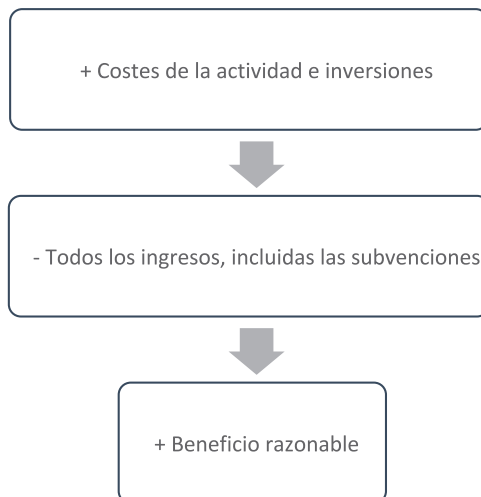 + Costes de la actividad e inversiones
- Todos los ingresos, incluidas las subvenciones
+ Beneficio razonable